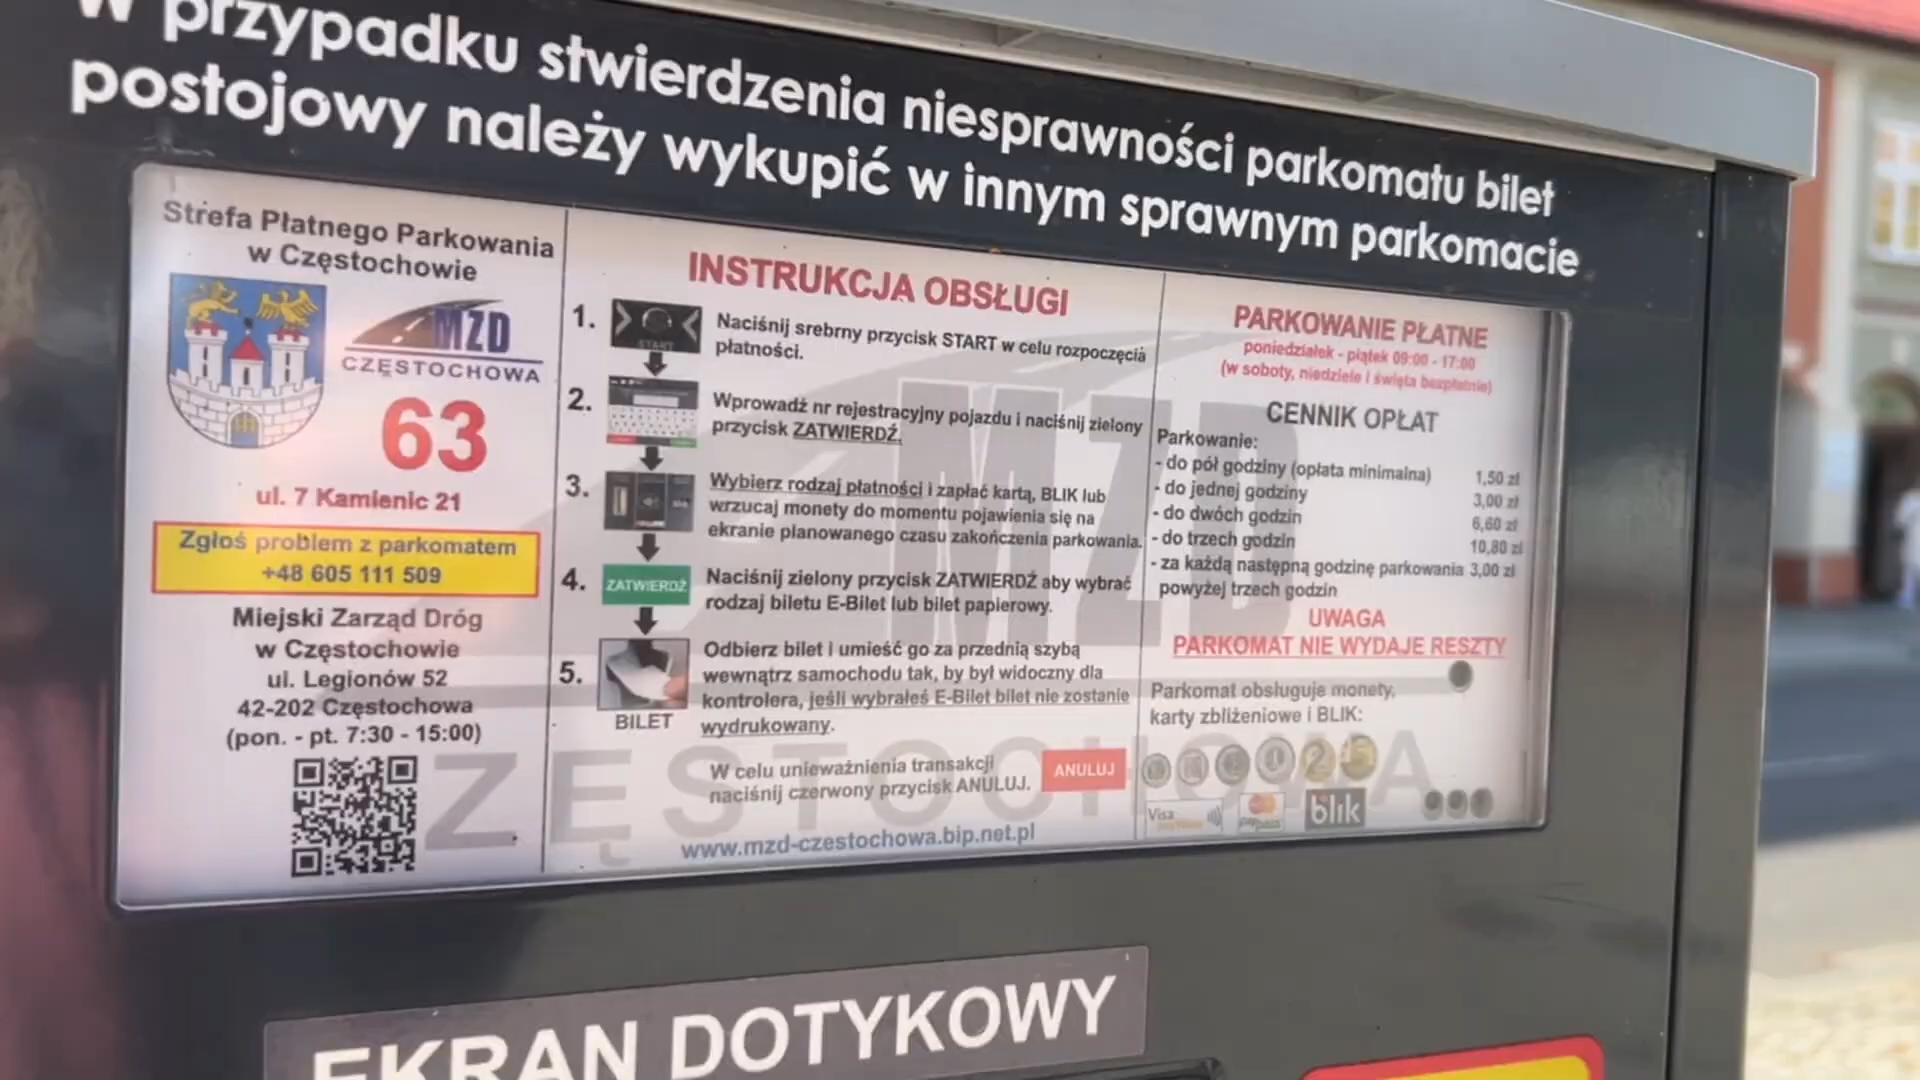 W przypadku stwierdzenia niesprawności parkomatu bilet
postojowy należy wykupić w innym sprawnym parkomacie
Strefa Płatnego Parkowania
w Częstochowie
MZD
CZĘSTOCHOWA
63
ul. 7 Kamienic 21
Zgłoś problem z parkomatem
+48 605 111 509
Miejski Zarząd Dróg
w Częstochowie
ul. Legionów 52
42-202 Częstochowa
(pon. - pt. 7:30 - 15:00)
INSTRUKCJA OBSŁUGI
1. START Naciśnij srebrny przycisk START w celu rozpoczęcia
płatności.
2. Wprowadź nr rejestracyjny pojazdu i naciśnij zielony
przycisk ZATWIERDŹ.
3. Wybierz rodzaj płatności i zapłać kartą, BLIK lub
wrzucaj monety do momentu pojawienia się na
ekranie planowanego czasu zakończenia parkowania.
4. ZATWIERDŹ Naciśnij zielony przycisk ZATWIERDŹ aby wybrać
rodzaj biletu E-Bilet lub bilet papierowy.
5. Odbierz bilet i umieść go za przednią szybą
wewnątrz samochodu tak, by był widoczny dla
kontrolera, jeśli wybrałeś E-Bilet bilet nie zostanie
wydrukowany.
BILET
W celu unieważnienia transakcji
naciśnij czerwony przycisk ANULUJ.
ANULUJ
www.mzd-czestochowa.bip.net.pl
PARKOWANIE PŁATNE
poniedziałek - piątek 09:00 - 17:00
(w soboty, niedziele i święta bezpłatnie)
CENNIK OPŁAT
Parkowanie:
- do pół godziny (opłata minimalna) 1,50 zł
- do jednej godziny 3,00 zł
- do dwóch godzin 6,60 zł
- do trzech godzin 10,80 zł
- za każdą następną godzinę parkowania 3,00 zł
powyżej trzech godzin
UWAGA
PARKOMAT NIE WYDAJE RESZTY
Parkomat obsługuje monety,
karty zbliżeniowe i BLIK:
Visa
blik
MZD
ZĘSTOCHOWA
EKRAN DOTYKOWY